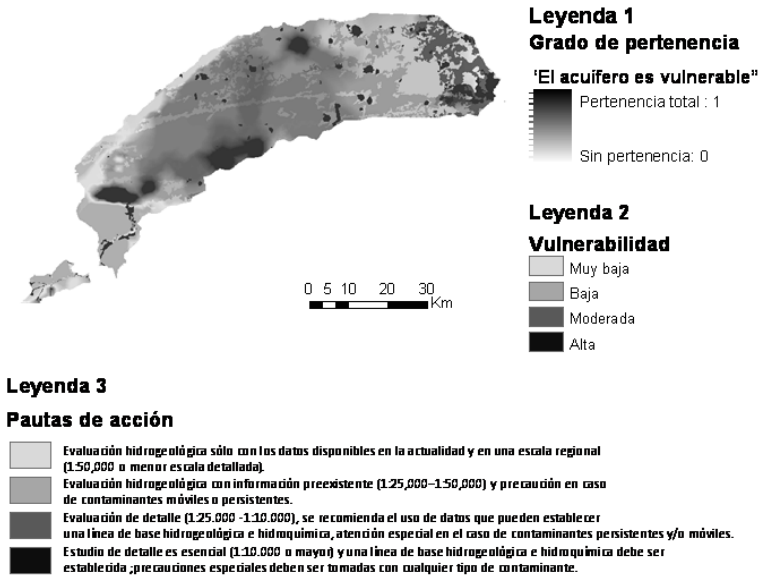 Leyenda 1
Grado de pertenencia
‘El acuífero es vulnerable”
Pertenencia total : 1
Sin pertenencia: 0
Leyenda 2
Vulnerabilidad
Muy baja
Baja
Moderada
Alta
0 5 10 20 30
Km
Leyenda 3
Pautas de acción
Evaluación hidrogeológica sólo con los datos disponibles en la actualidad y en una escala regional
(1:50,000 o menor escala detallada).
Evaluación hidrogeológica con información preexistente (1:25,000–1:50,000) y precaución en caso
de contaminantes móviles o persistentes.
Evaluación de detalle (1:25.000 -1:10.000), se recomienda el uso de datos que pueden establecer
una línea de base hidrogeológica e hidroquímica, atención especial en el caso de contaminantes persistentes y/o móviles.
Estudio de detalle es esencial (1:10.000 o mayor) y una línea de base hidrogeológica e hidroquímica debe ser
establecida ;precauciones especiales deben ser tomadas con cualquier tipo de contaminante.